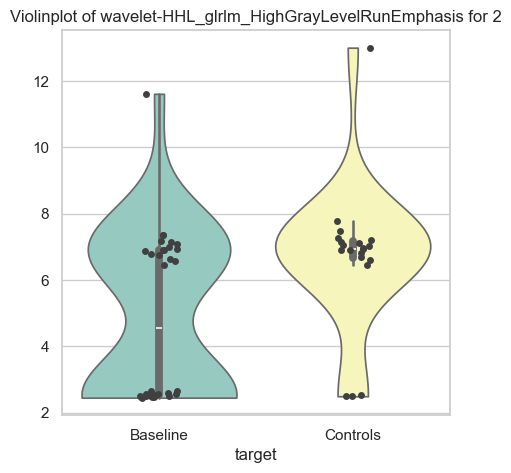 Violinplot of wavelet-HHL_glrlm_HighGrayLevelRunEmphasis for 2
12
10
8
6
4
2
Baseline Controls
target